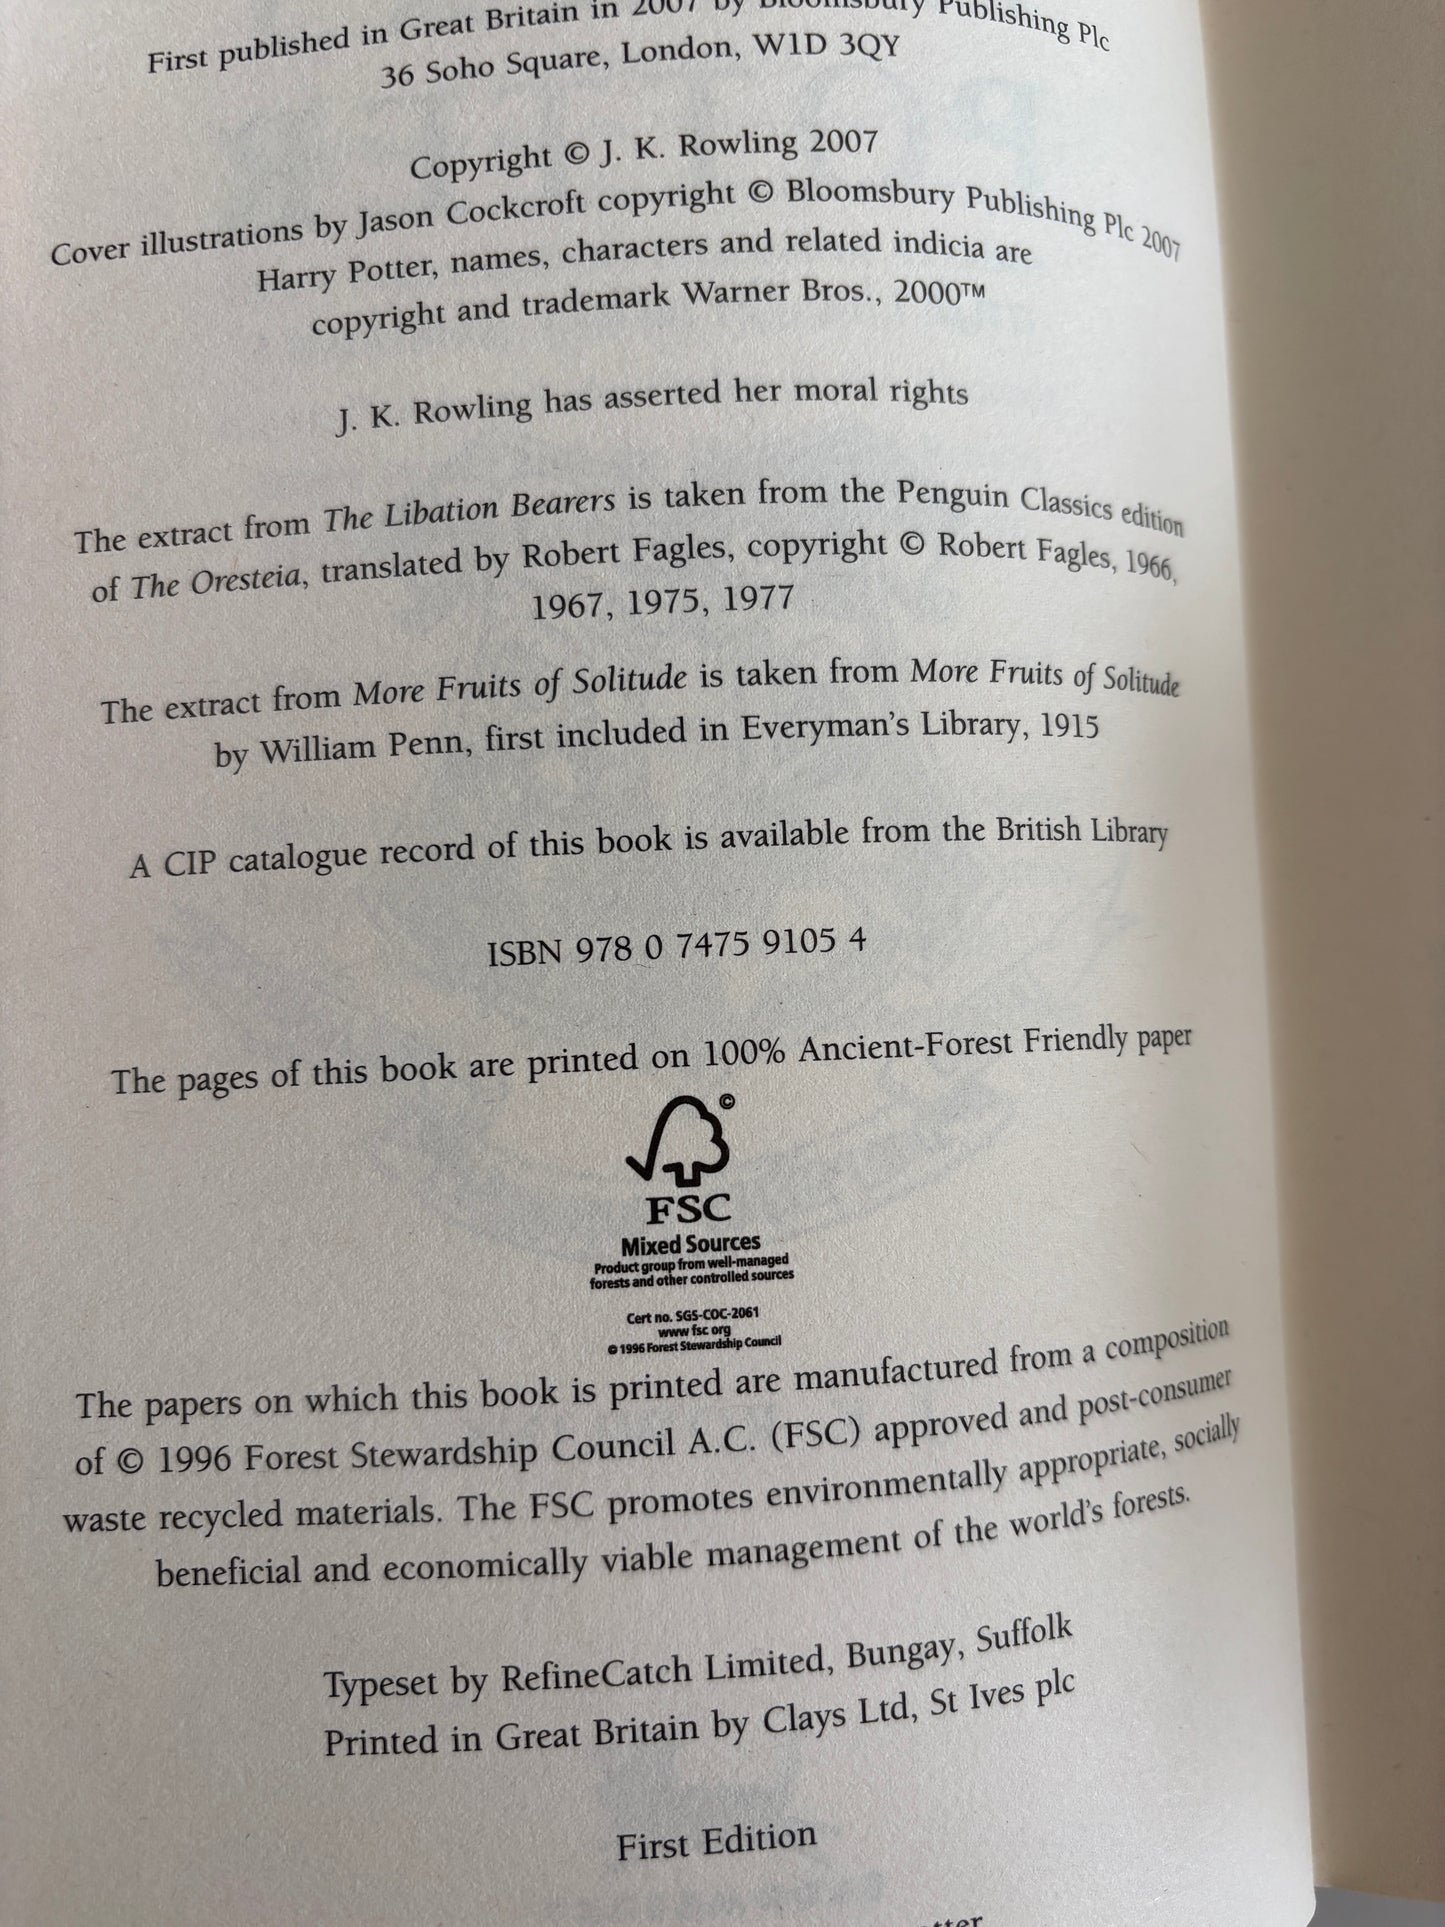 First published in Great Britain in 2007 by Bloomsbury Publishing Plc
36 Soho Square, London, W1D 3QY
Copyright © J. K. Rowling 2007
Cover illustrations by Jason Cockcroft copyright © Bloomsbury Publishing Plc 2007
Harry Potter, names, characters and related indicia are
copyright and trademark Warner Bros., 2000™
J. K. Rowling has asserted her moral rights
The extract from The Libation Bearers is taken from the Penguin Classics edition
of The Oresteia, translated by Robert Fagles, copyright © Robert Fagles, 1966,
1967, 1975, 1977
The extract from More Fruits of Solitude is taken from More Fruits of Solitude
by William Penn, first included in Everyman's Library, 1915
A CIP catalogue record of this book is available from the British Library
ISBN 978 0 7475 9105 4
The pages of this book are printed on 100% Ancient-Forest Friendly paper
©
FSC
Mixed Sources
Product group from well-managed
forests and other controlled sources
Cert no. SGS-COC-2061
www fsc org
© 1996 Forest Stewardship Council
The papers on which this book is printed are manufactured from a composition
of © 1996 Forest Stewardship Council A.C. (FSC) approved and post-consumer
waste recycled materials. The FSC promotes environmentally appropriate, socially
beneficial and economically viable management of the world's forests.
Typeset by RefineCatch Limited, Bungay, Suffolk
Printed in Great Britain by Clays Ltd, St Ives plc
First Edition